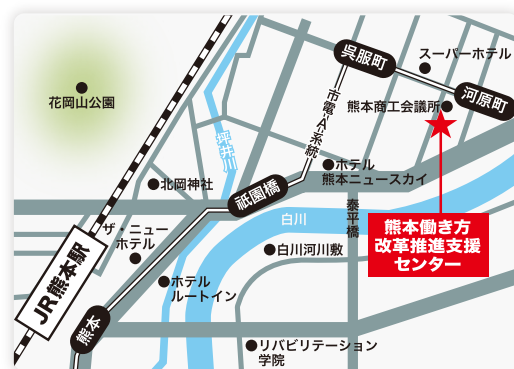 呉服町
スーパーホテル
花岡山公園
熊本商工会議所
河原町
市電-A-系統
坪井川
ホテル
熊本ニュースカイ
北岡神社
祇園橋
泰平橋
白川
熊本働き方
改革推進支援
センター
ザ・ニュー
ホテル
白川河川敷
JR熊本駅
ホテル
ルートイン
熊本
リバビリテーション
学院